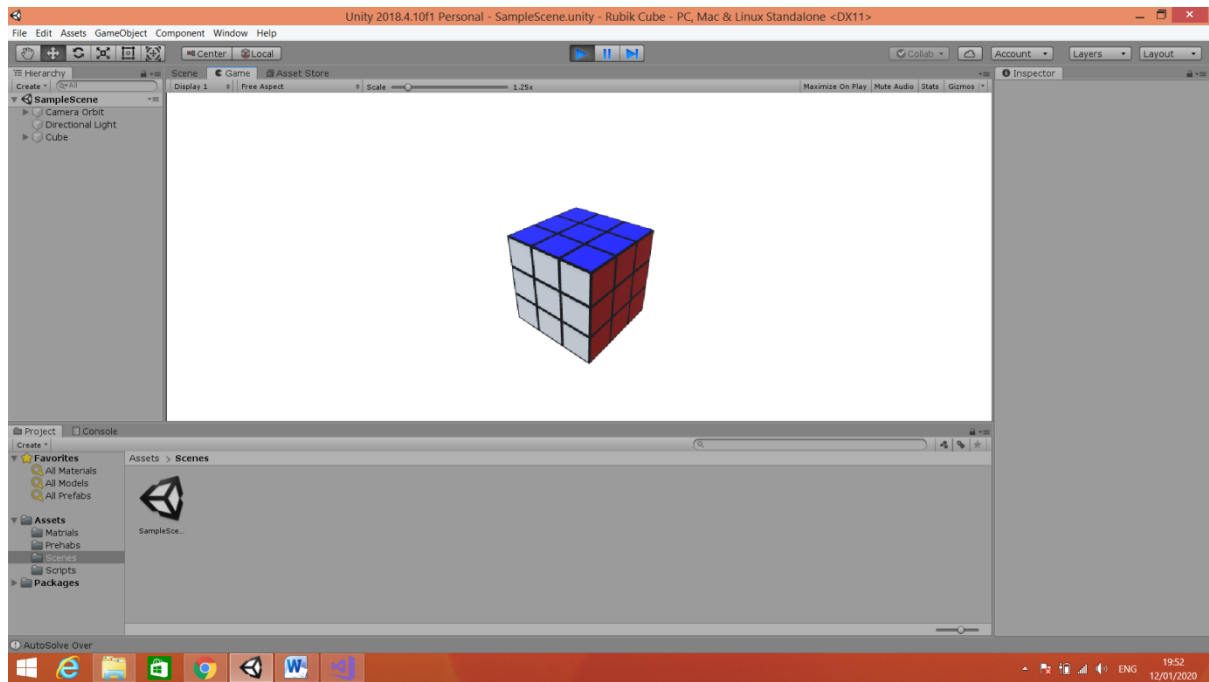 Unity 2018.4.10f1 Personal - SampleScene.unity - Rubik Cube - PC, Mac & Linux Standalone <DX11>
File Edit Assets GameObject Component Window Help
Center Local Collab Account Layers Layout
Hierarchy Scene Game Asset Store Inspector
Create All Display 1 Free Aspect Scale 1.25x Maximize On Play Mute Audio Stats Gizmos
SampleScene
Camera Orbit
Directional Light
Cube
Project Console
Create
Favorites Assets > Scenes
All Materials
All Models
All Prefabs
Assets
Matrials SampleSce...
Prehabs
Scenes
Scripts
Packages
AutoSolve Over
ENG 19:52
12/01/2020